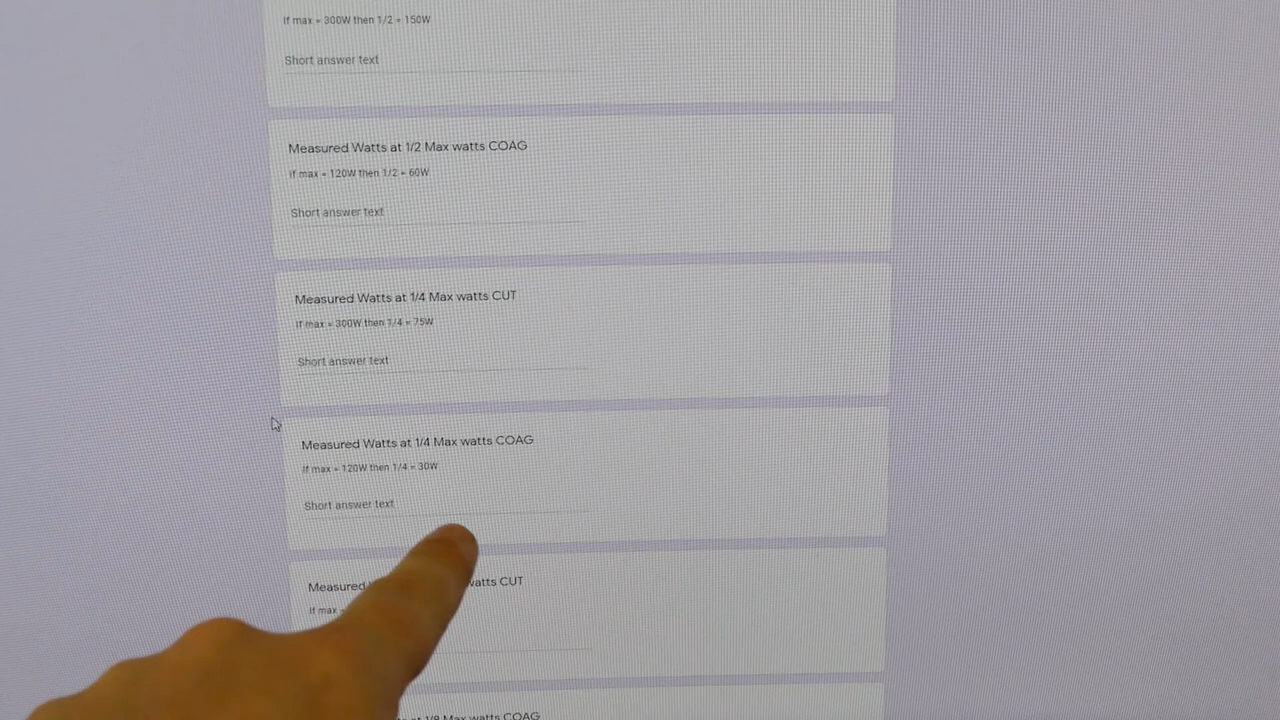 If max = 300W then 1/2 = 150W
Short answer text
Measured Watts at 1/2 Max watts COAG
If max = 120W then 1/2 = 60W
Short answer text
Measured Watts at 1/4 Max watts CUT
If max = 300W then 1/4 = 75W
Short answer text
Measured Watts at 1/4 Max watts COAG
If max = 120W then 1/4 = 30W
Short answer text
Measured watts CUT
If max =
at 1/8 Max watts COAG